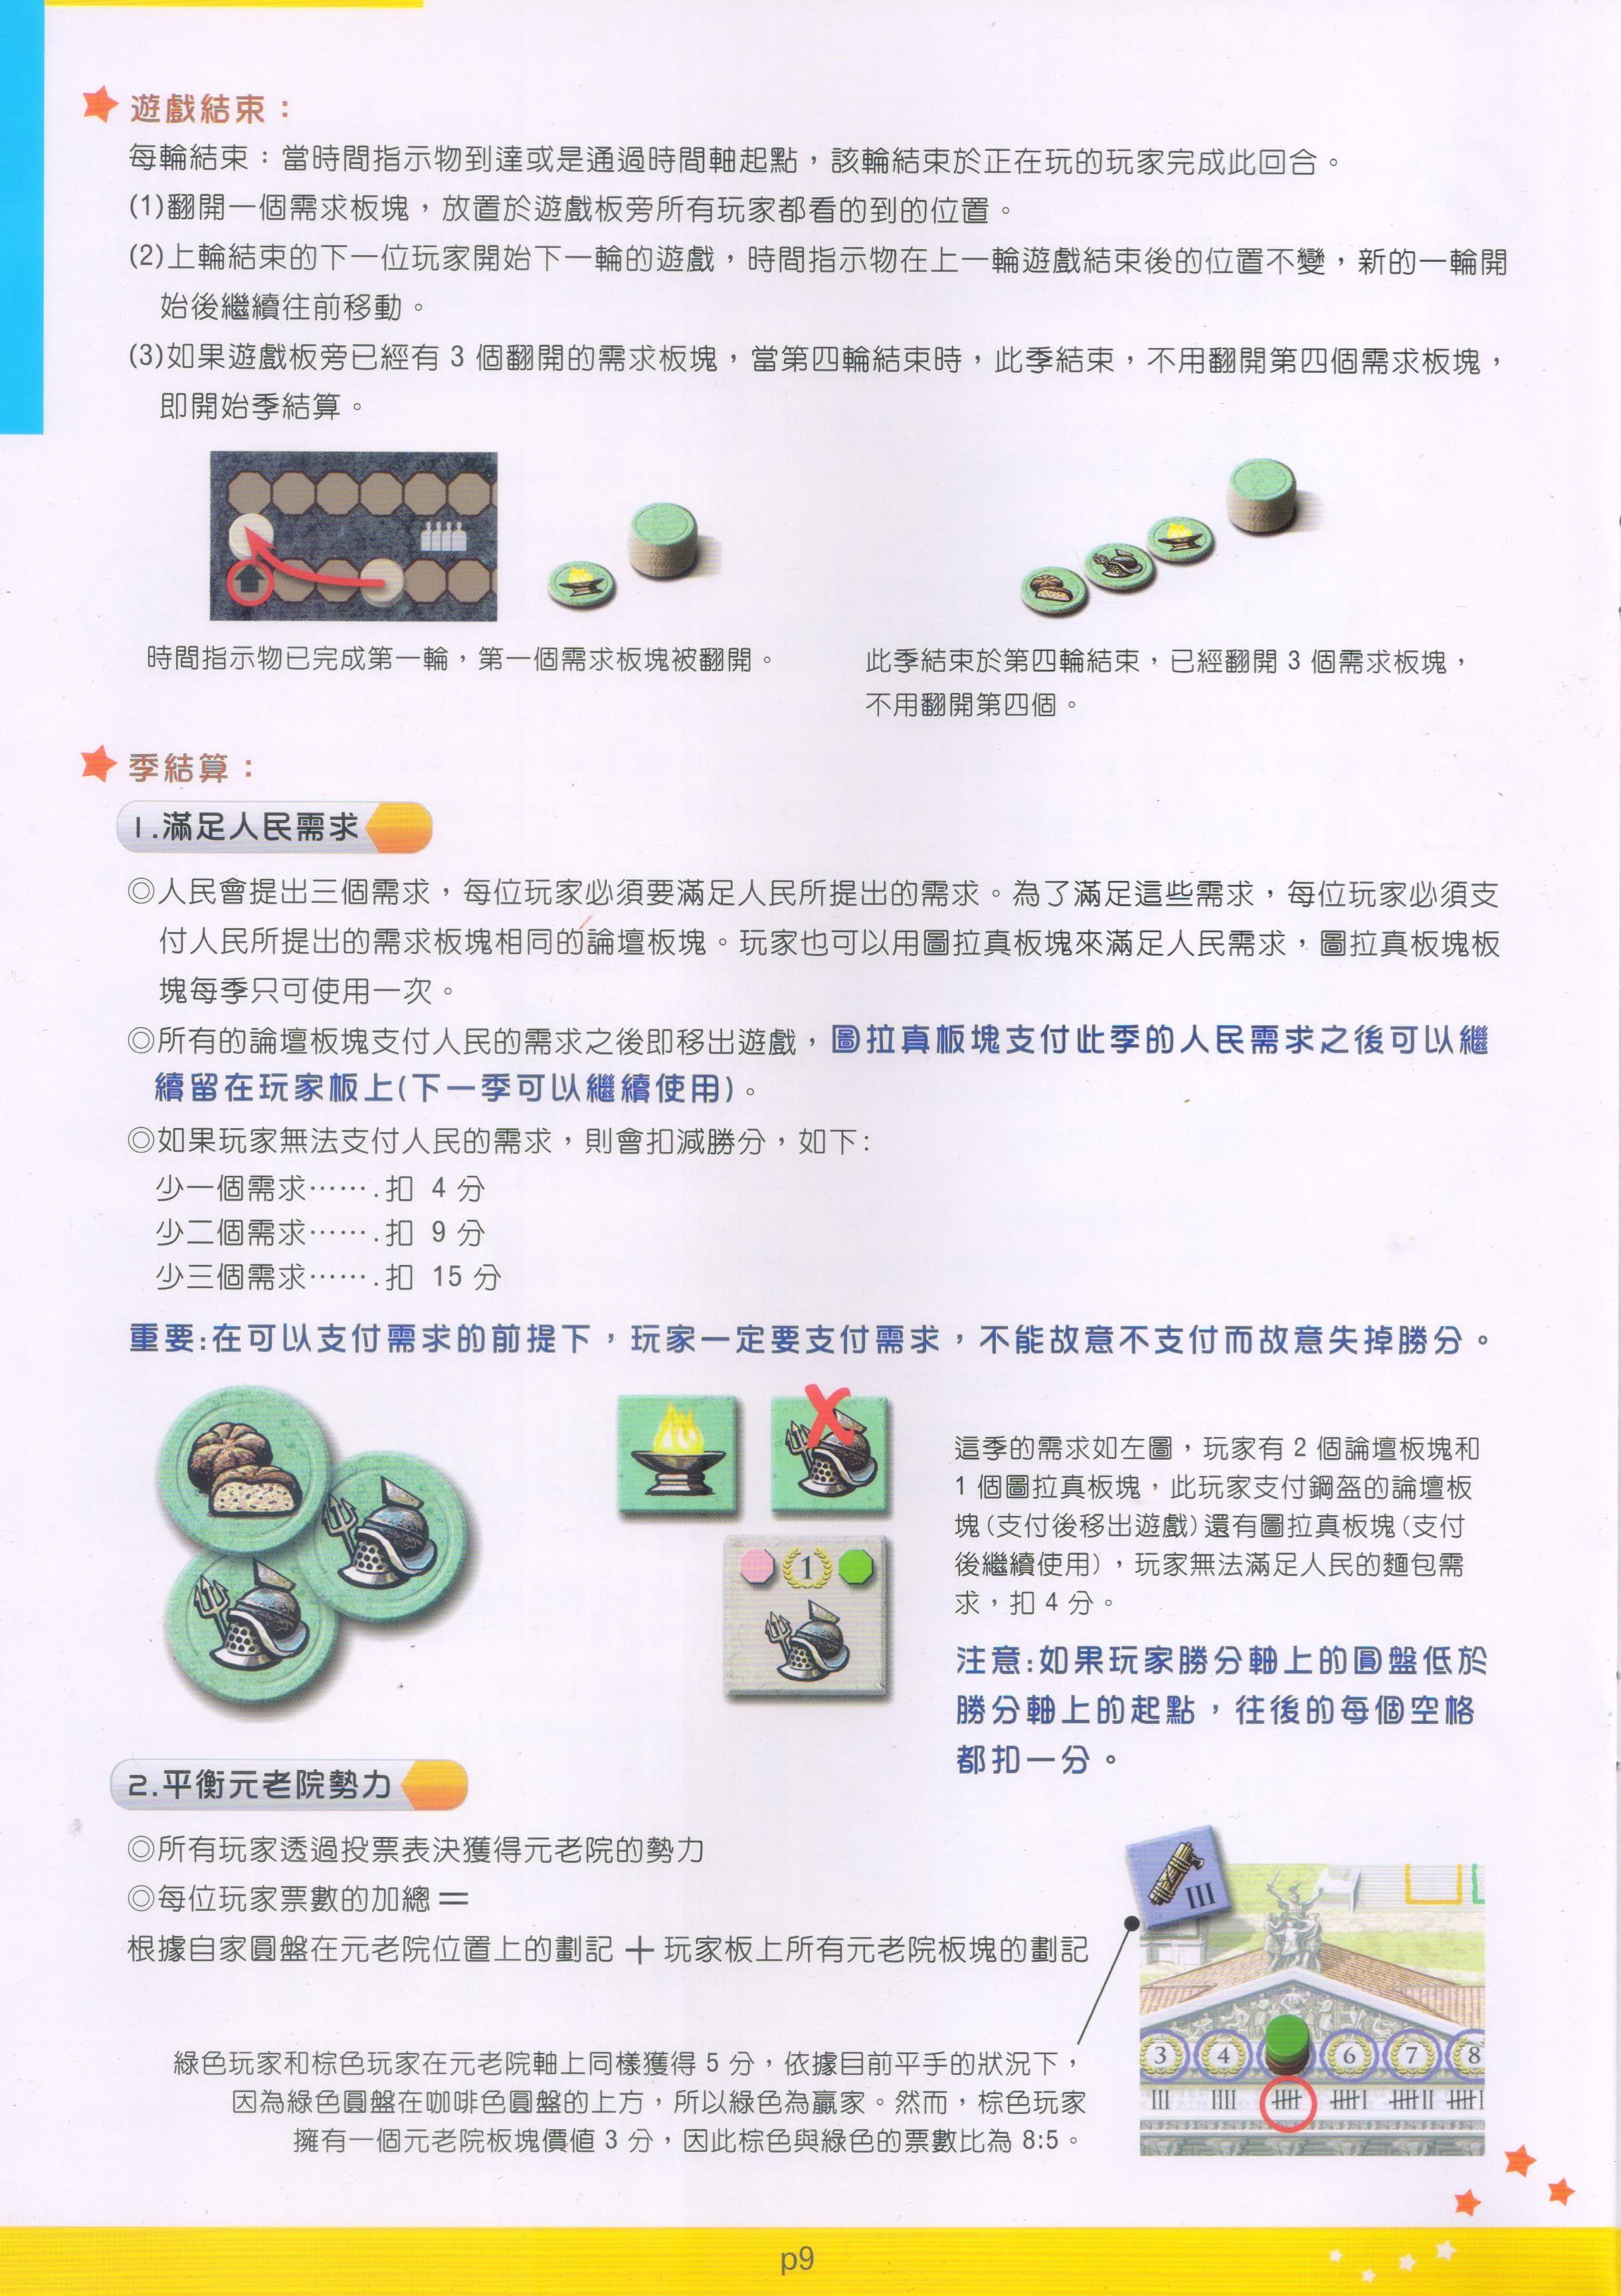 遊戲結束：
每輪結束：當時間指示物到達或是通過時間軸起點，該輪結束於正在玩的玩家完成此回合。
(1)翻開一個需求板塊，放置於遊戲板旁所有玩家都看的到的位置。
(2)上輪結束的下一位玩家開始下一輪的遊戲，時間指示物在上一輪遊戲結束後的位置不變，新的一輪開
始後繼續往前移動。
(3)如果遊戲板旁已經有 3 個翻開的需求板塊，當第四輪結束時，此季結束，不用翻開第四個需求板塊，
即開始季結算。
時間指示物已完成第一輪，第一個需求板塊被翻開。
此季結束於第四輪結束，已經翻開 3 個需求板塊，
不用翻開第四個。
季結算：
1.滿足人民需求
◎人民會提出三個需求，每位玩家必須要滿足人民所提出的需求。為了滿足這些需求，每位玩家必須支
付人民所提出的需求板塊相同的論壇板塊。玩家也可以用圖拉真板塊來滿足人民需求，圖拉真板塊板
塊每季只可使用一次。
◎所有的論壇板塊支付人民的需求之後即移出遊戲，圖拉真板塊支付此季的人民需求之後可以繼
續留在玩家板上(下一季可以繼續使用)。
◎如果玩家無法支付人民的需求，則會扣減勝分，如下:
少一個需求…….扣 4 分
少二個需求…….扣 9 分
少三個需求…….扣 15 分
重要:在可以支付需求的前提下，玩家一定要支付需求，不能故意不支付而故意失掉勝分。
1
這季的需求如左圖，玩家有 2 個論壇板塊和
1 個圖拉真板塊，此玩家支付鋼盔的論壇板
塊(支付後移出遊戲)還有圖拉真板塊(支付
後繼續使用)，玩家無法滿足人民的麵包需
求，扣 4 分。
注意:如果玩家勝分軸上的圓盤低於
勝分軸上的起點，往後的每個空格
都扣一分。
2.平衡元老院勢力
◎所有玩家透過投票表決獲得元老院的勢力
◎每位玩家票數的加總＝
根據自家圓盤在元老院位置上的劃記＋玩家板上所有元老院板塊的劃記
III
3 4 6 7 8
綠色玩家和棕色玩家在元老院軸上同樣獲得 5 分，依據目前平手的狀況下，
因為綠色圓盤在咖啡色圓盤的上方，所以綠色為贏家。然而，棕色玩家
擁有一個元老院板塊價值 3 分，因此棕色與綠色的票數比為 8:5。
p9